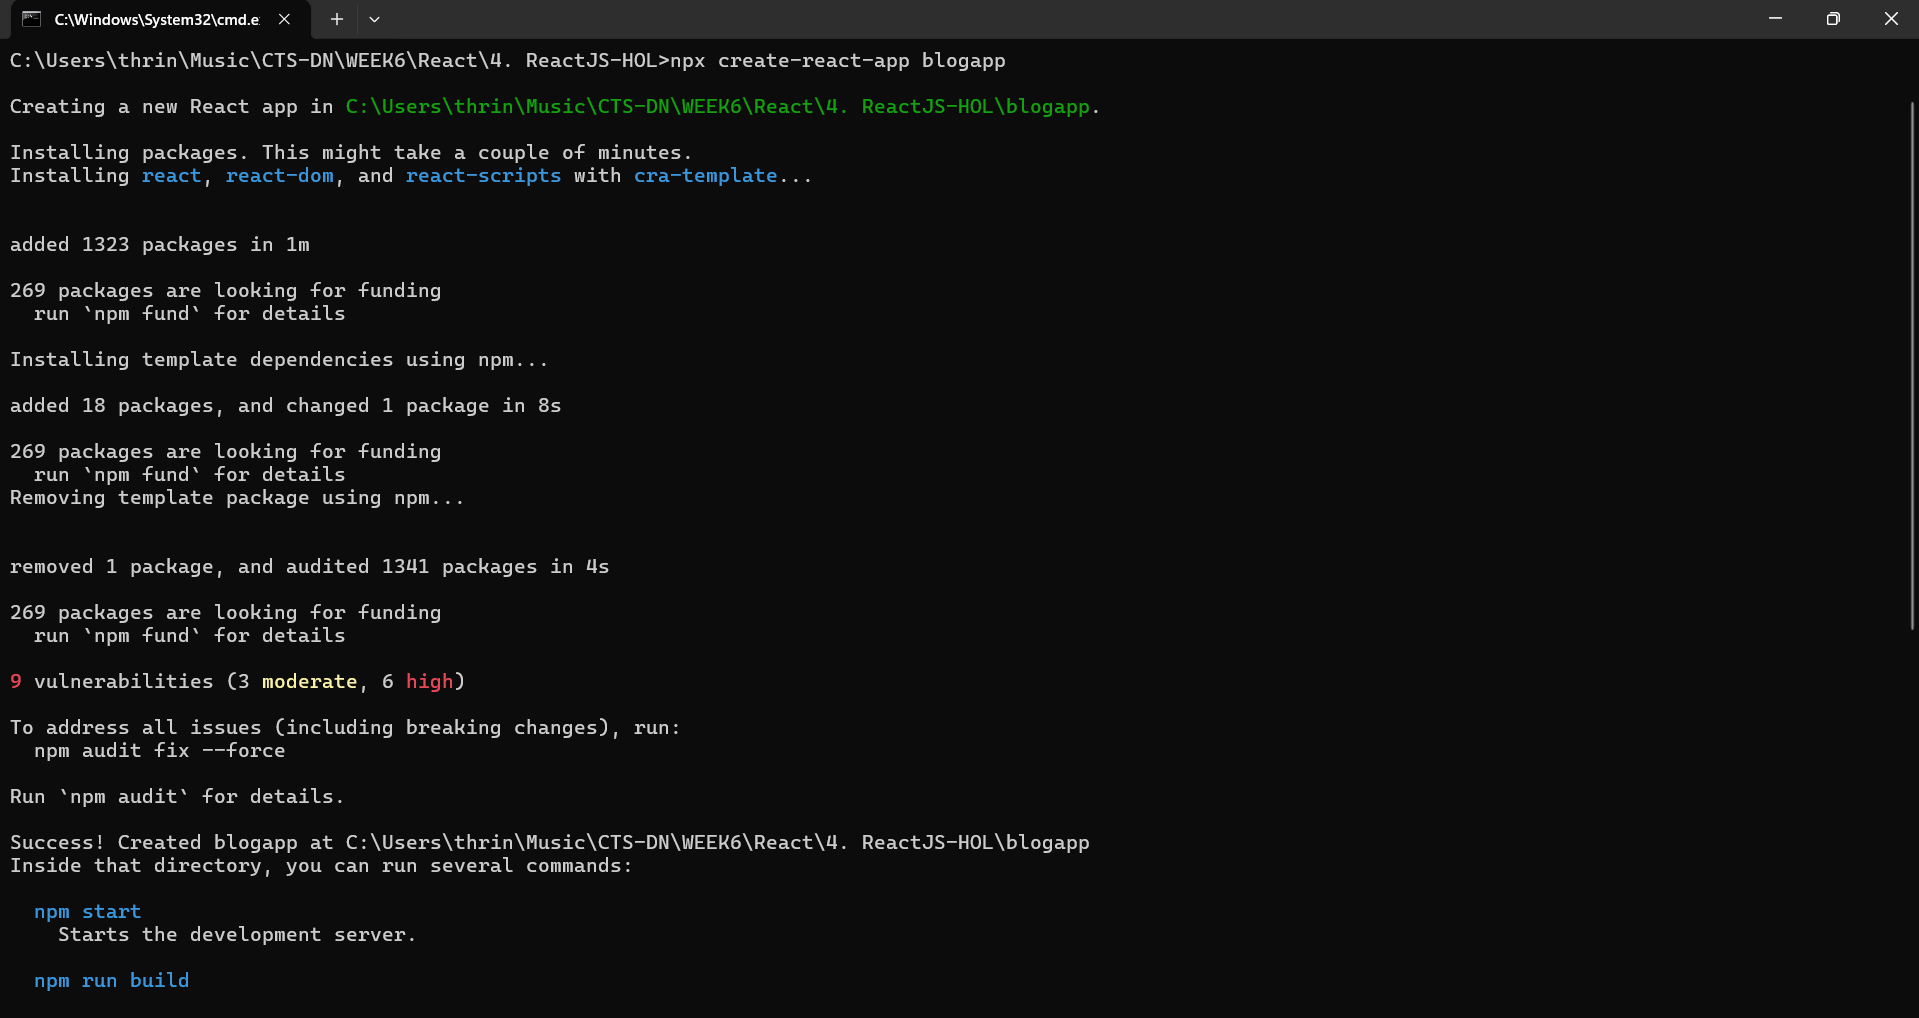 C:\Windows\System32\cmd.e
C:\Users\thrin\Music\CTS-DN\WEEK6\React\4. ReactJS-HOL>npx create-react-app blogapp
Creating a new React app in C:\Users\thrin\Music\CTS-DN\WEEK6\React\4. ReactJS-HOL\blogapp.
Installing packages. This might take a couple of minutes.
Installing react, react-dom, and react-scripts with cra-template...
added 1323 packages in 1m
269 packages are looking for funding
  run `npm fund` for details
Installing template dependencies using npm...
added 18 packages, and changed 1 package in 8s
269 packages are looking for funding
  run `npm fund` for details
Removing template package using npm...
removed 1 package, and audited 1341 packages in 4s
269 packages are looking for funding
  run `npm fund` for details
9 vulnerabilities (3 moderate, 6 high)
To address all issues (including breaking changes), run:
  npm audit fix --force
Run `npm audit` for details.
Success! Created blogapp at C:\Users\thrin\Music\CTS-DN\WEEK6\React\4. ReactJS-HOL\blogapp
Inside that directory, you can run several commands:
  npm start
    Starts the development server.
  npm run build